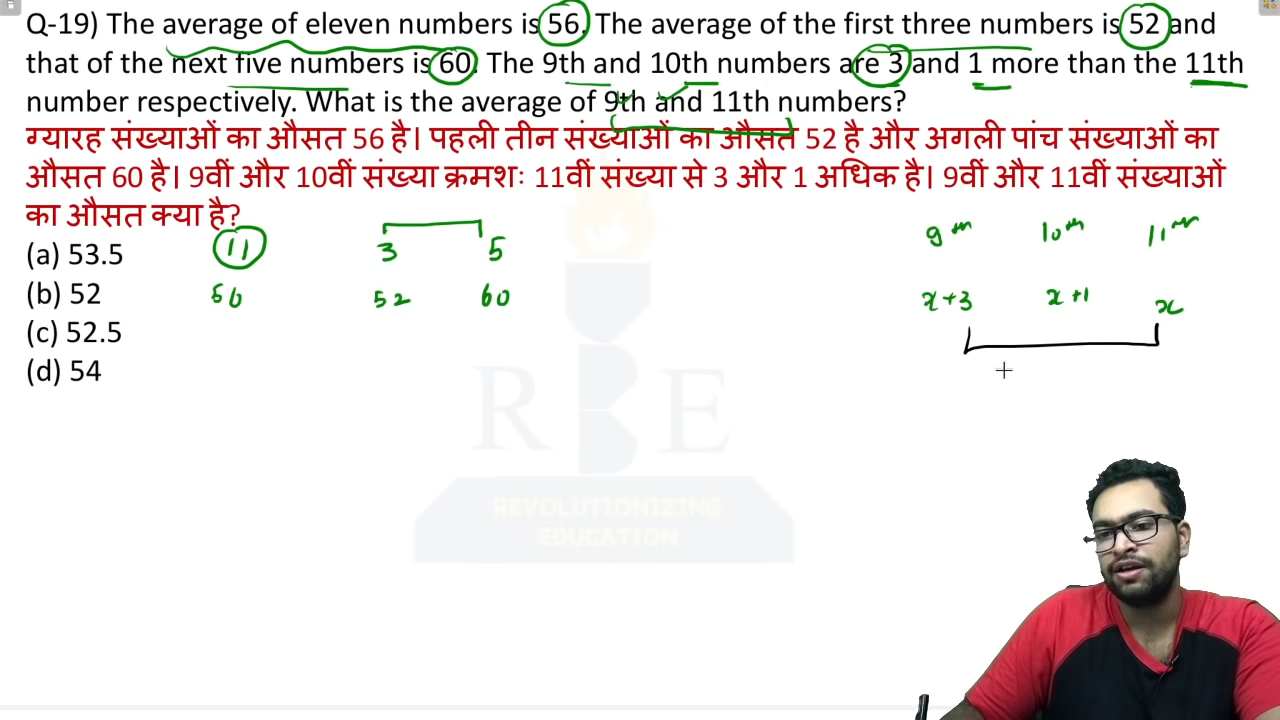 Q-19) The average of eleven numbers is 56. The average of the first three numbers is 52 and
that of the next five numbers is 60. The 9th and 10th numbers are 3 and 1 more than the 11th
number respectively. What is the average of 9th and 11th numbers?
ग्यारह संख्याओं का औसत 56 है। पहली तीन संख्याओं का औसत 52 है और अगली पांच संख्याओं का
औसत 60 है। 9वीं और 10वीं संख्या क्रमशः 11वीं संख्या से 3 और 1 अधिक है। 9वीं और 11वीं संख्याओं
का औसत क्या है?
(a) 53.5
(b) 52
(c) 52.5
(d) 54
11 3 5 9th 10th 11th
56 52 60 x+3 x+1 x
R B E
REVOLUTIONIZING
EDUCATION